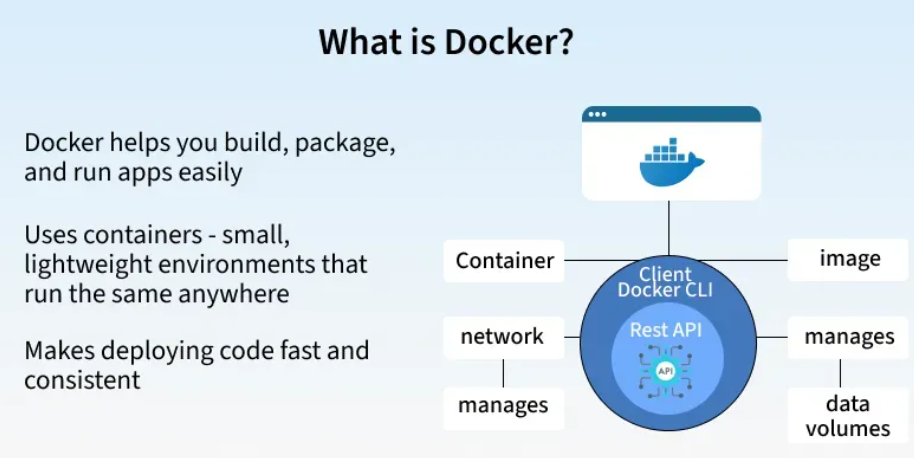 What is Docker?
Docker helps you build, package,
and run apps easily
Uses containers - small,
lightweight environments that
run the same anywhere
Makes deploying code fast and
consistent
Container
image
Client
Docker CLI
Rest API
API
network
manages
manages
data
volumes